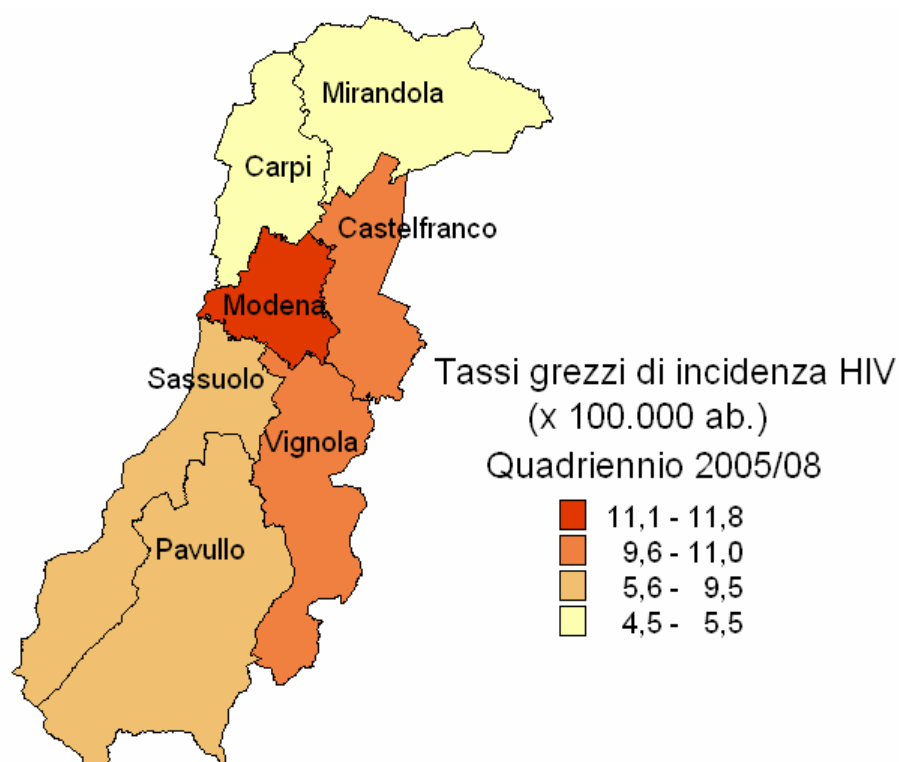 Mirandola
Carpi
Castelfranco
Modena
Sassuolo
Vignola
Pavullo
Tassi grezzi di incidenza HIV
(x 100.000 ab.)
Quadriennio 2005/08
11,1 - 11,8
9,6 - 11,0
5,6 - 9,5
4,5 - 5,5